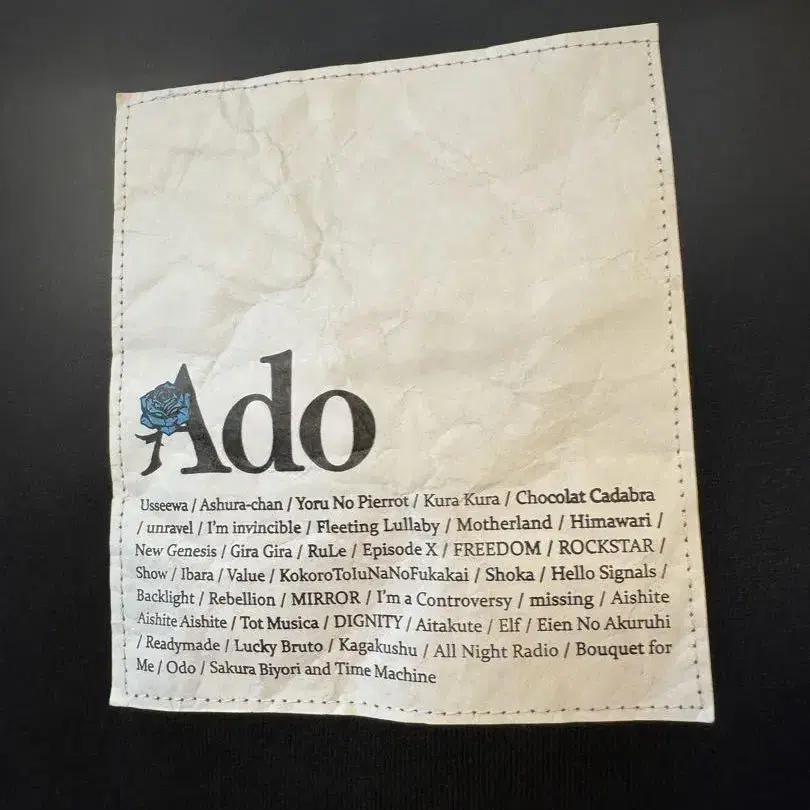 Ado
Usseewa / Ashura-chan / Yoru No Pierrot / Kura Kura / Chocolat Cadabra
/ unravel / I'm invincible / Fleeting Lullaby / Motherland / Himawari /
New Genesis / Gira Gira / RuLe / Episode X / FREEDOM / ROCKSTAR /
Show / Ibara / Value / KokoroToIuNaNoFukakai / Shoka / Hello Signals /
Backlight / Rebellion / MIRROR / I'm a Controversy / missing / Aishite
Aishite Aishite / Tot Musica / DIGNITY / Aitakute / Elf / Eien No Akuruhi
/ Readymade / Lucky Bruto / Kagakushu / All Night Radio / Bouquet for
Me / Odo / Sakura Biyori and Time Machine